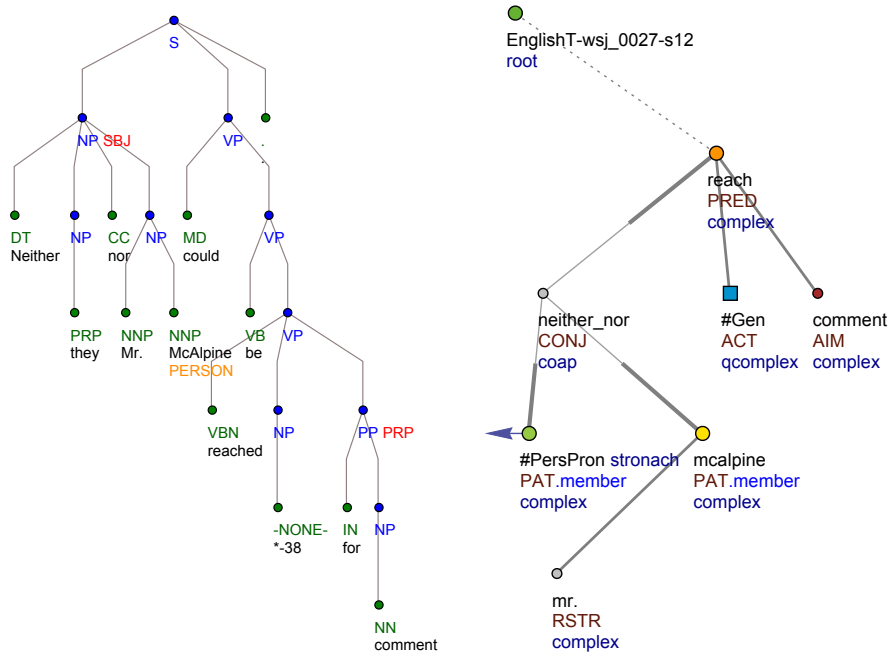 S
NP SBJ
VP
.
.
DT
Neither
NP
CC
nor
NP
MD
could
VP
PRP
they
NNP
Mr.
NNP
McAlpine
PERSON
VB
be
VP
VBN
reached
NP
PP PRP
-NONE-
*-38
IN
for
NP
NN
comment
EnglishT-wsj_0027-s12
root
reach
PRED
complex
neither_nor
CONJ
coap
#Gen
ACT
qcomplex
comment
AIM
complex
#PersPron stronach
PAT.member
complex
mcalpine
PAT.member
complex
mr.
RSTR
complex